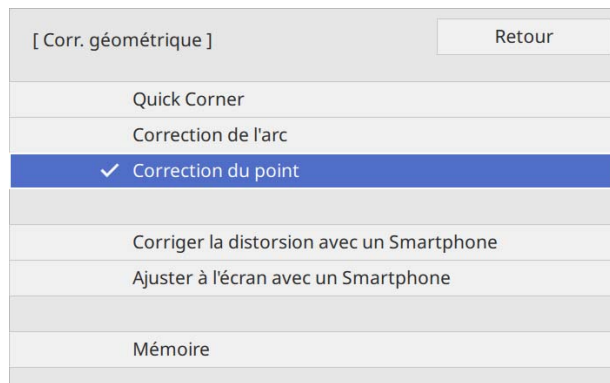 [ Corr. géométrique ]
Retour
Quick Corner
Correction de l'arc
Correction du point
Corriger la distorsion avec un Smartphone
Ajuster à l'écran avec un Smartphone
Mémoire